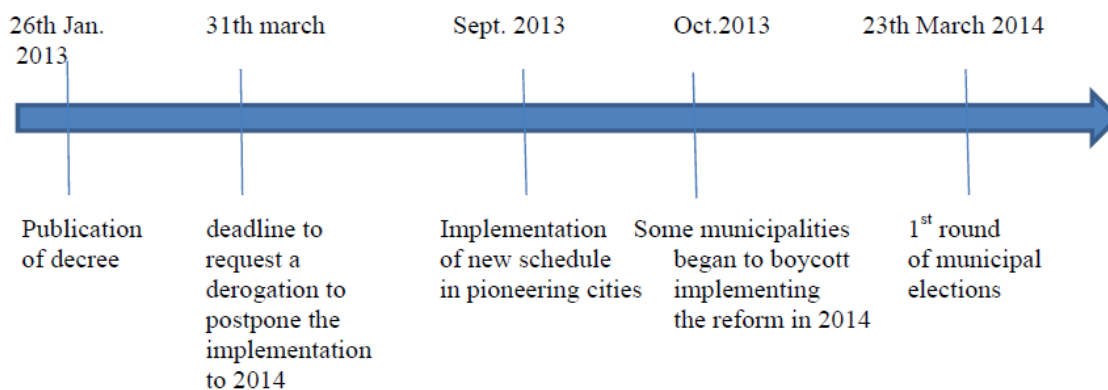 26th Jan.
2013
31th march
Sept. 2013
Oct.2013
23th March 2014
Publication
of decree
deadline to
request a
derogation to
postpone the
implementation
to 2014
Implementation
of new schedule
in pioneering cities
Some municipalities
began to boycott
implementing
the reform in 2014
1st round
of municipal
elections